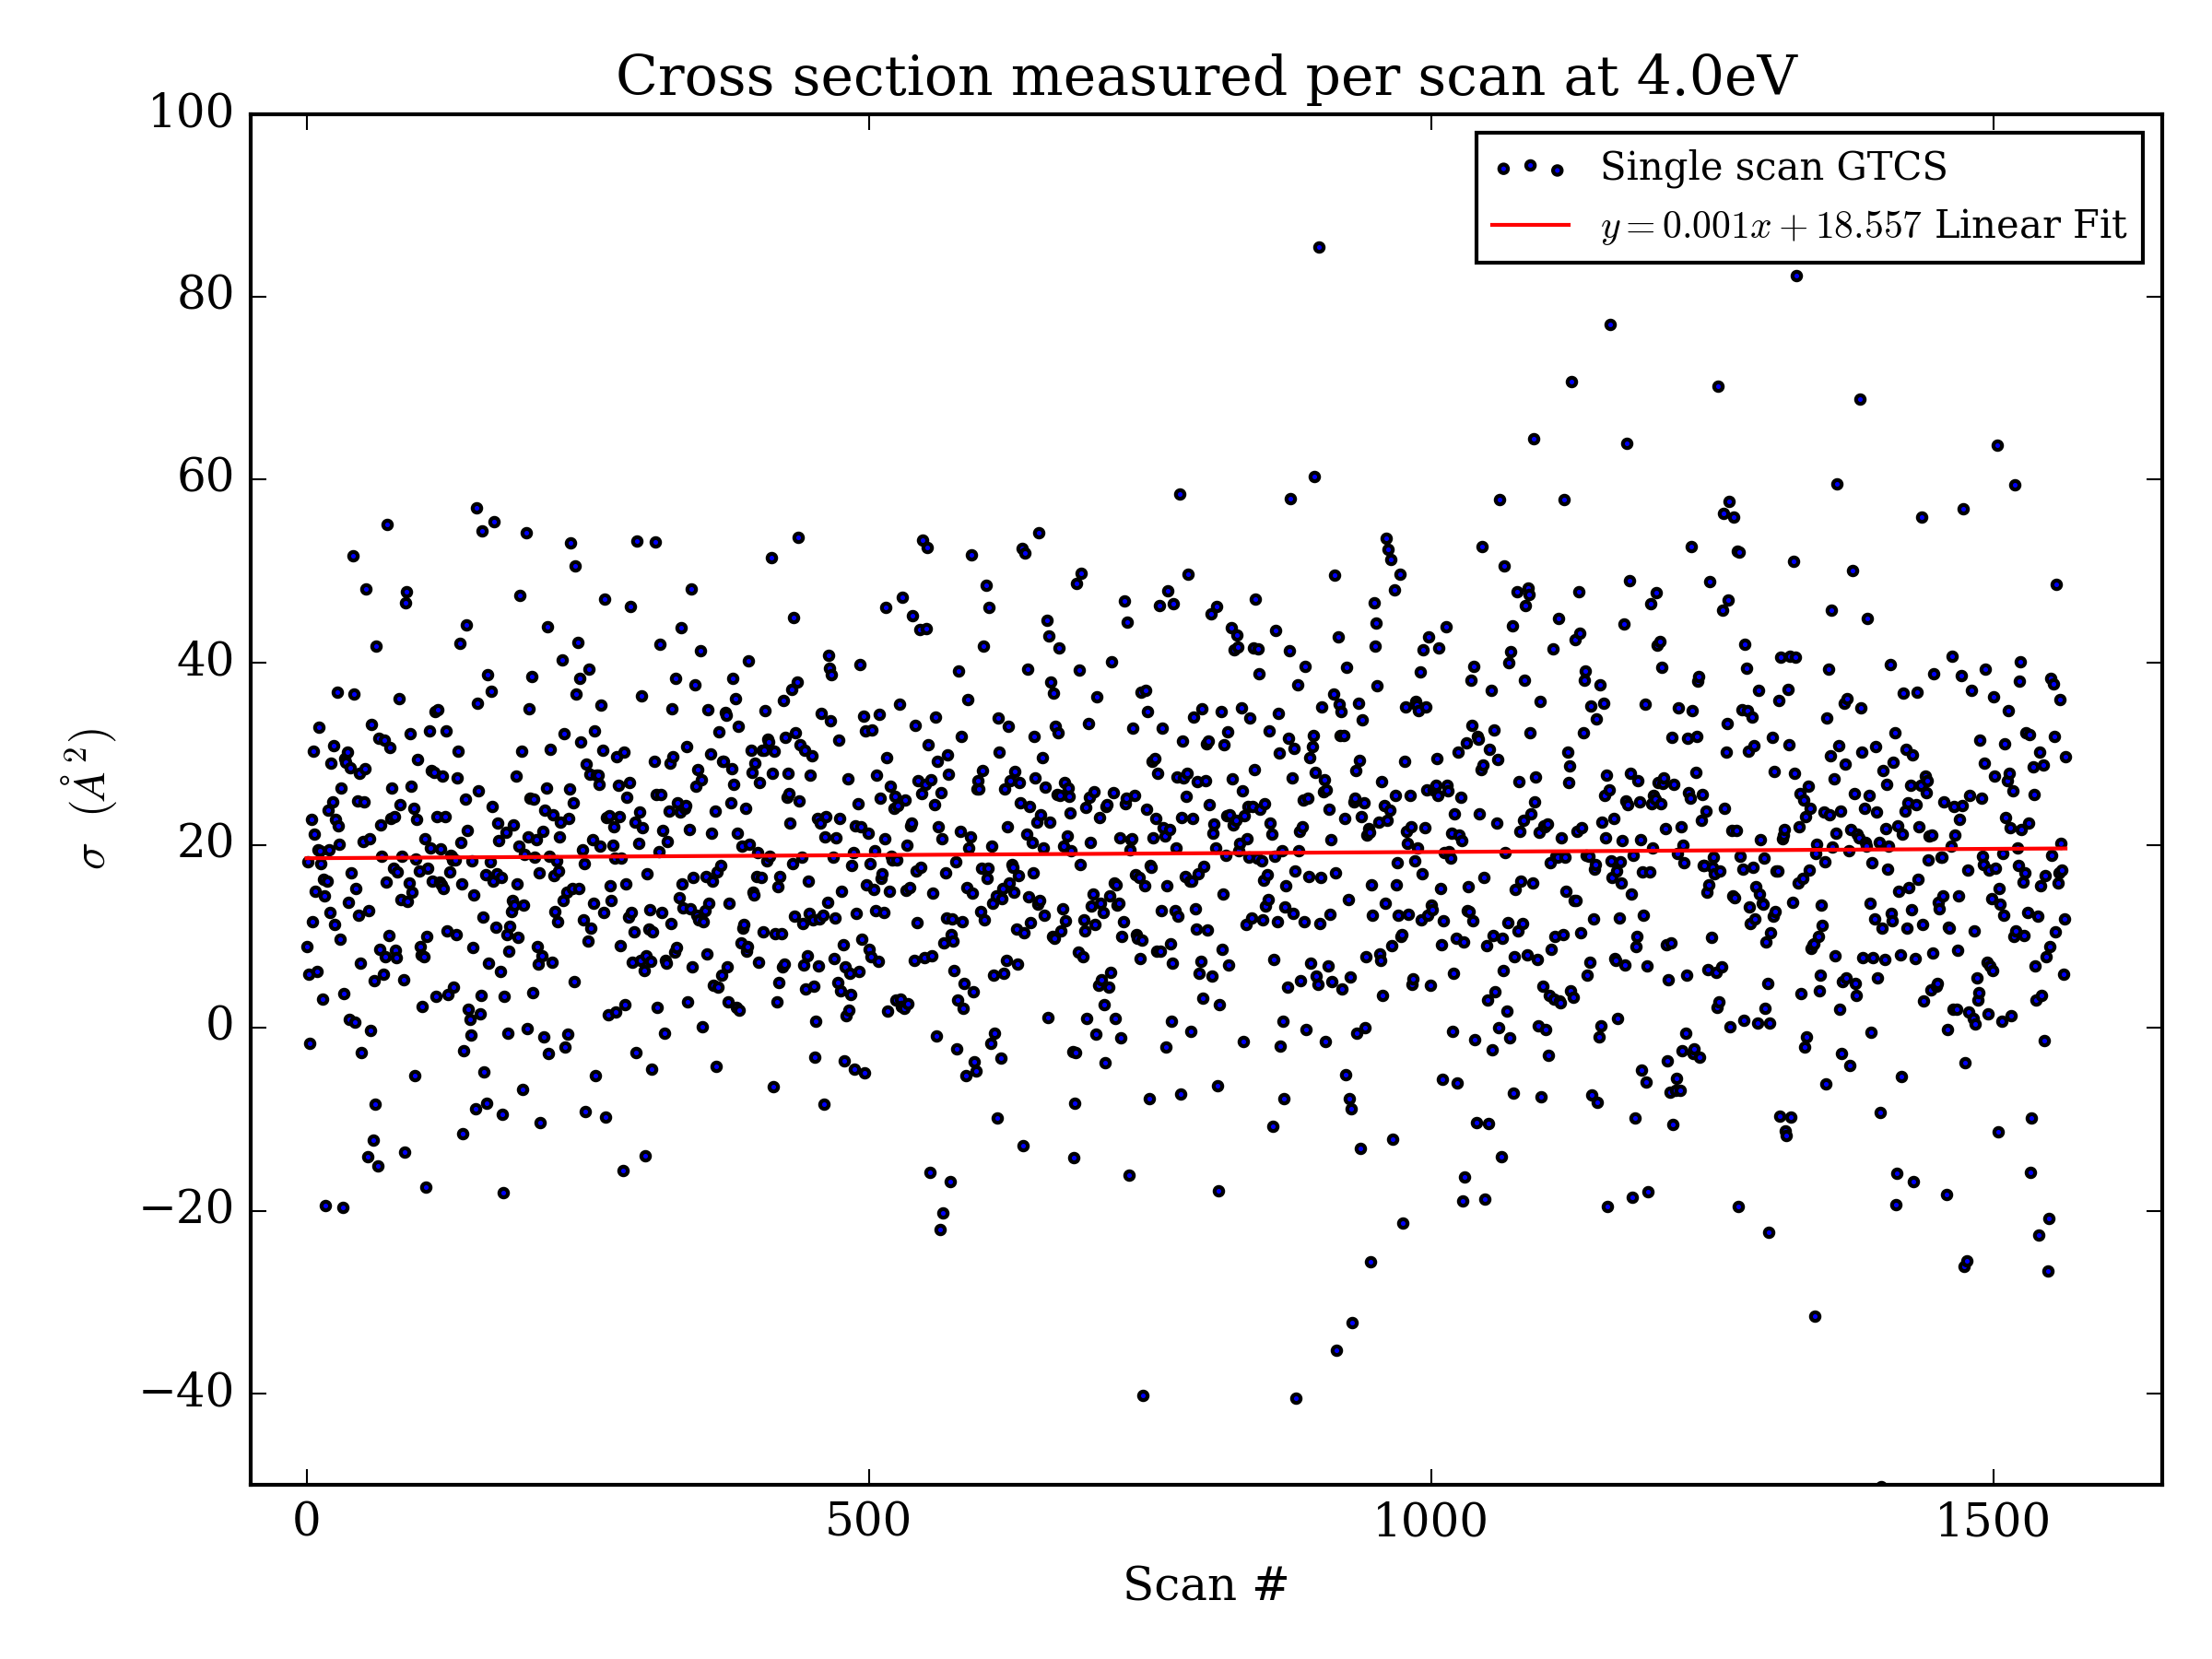 Cross section measured per scan at 4.0eV
100
80
60
40
20
0
−20
−40
σ (Å²)
0
500
1000
1500
Scan #
Single scan GTCS
y = 0.001x + 18.557 Linear Fit